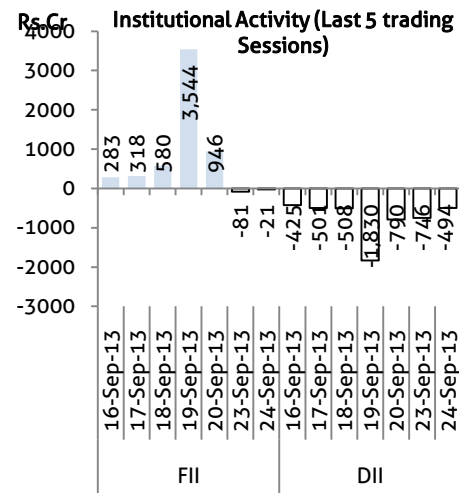 Rs.Cr
Institutional Activity (Last 5 trading
Sessions)
4000
3000
2000
1000
0
-1000
-2000
-3000
283
318
580
3,544
946
-81
-21
-425
-501
-508
-1,830
-790
-746
-494
16-Sep-13
17-Sep-13
18-Sep-13
19-Sep-13
20-Sep-13
23-Sep-13
24-Sep-13
16-Sep-13
17-Sep-13
18-Sep-13
19-Sep-13
20-Sep-13
23-Sep-13
24-Sep-13
FII
DII